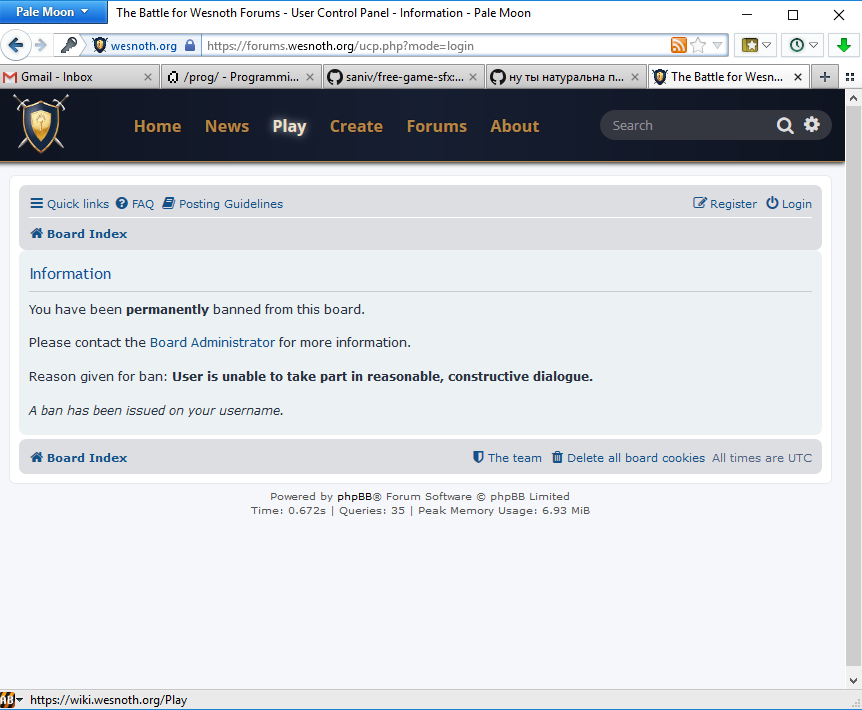 Pale Moon
The Battle for Wesnoth Forums - User Control Panel - Information - Pale Moon
wesnoth.org
https://forums.wesnoth.org/ucp.php?mode=login
Gmail - Inbox
/prog/ - Programmi...
saniv/free-game-sfx:...
ну ты натуральна п...
The Battle for Wesn...
Home News Play Create Forums About
Search
Quick links FAQ Posting Guidelines
Register Login
Board Index
Information
You have been permanently banned from this board.
Please contact the Board Administrator for more information.
Reason given for ban: User is unable to take part in reasonable, constructive dialogue.
A ban has been issued on your username.
Board Index
The team Delete all board cookies All times are UTC
Powered by phpBB® Forum Software © phpBB Limited
Time: 0.672s | Queries: 35 | Peak Memory Usage: 6.93 MiB
ABP
https://wiki.wesnoth.org/Play